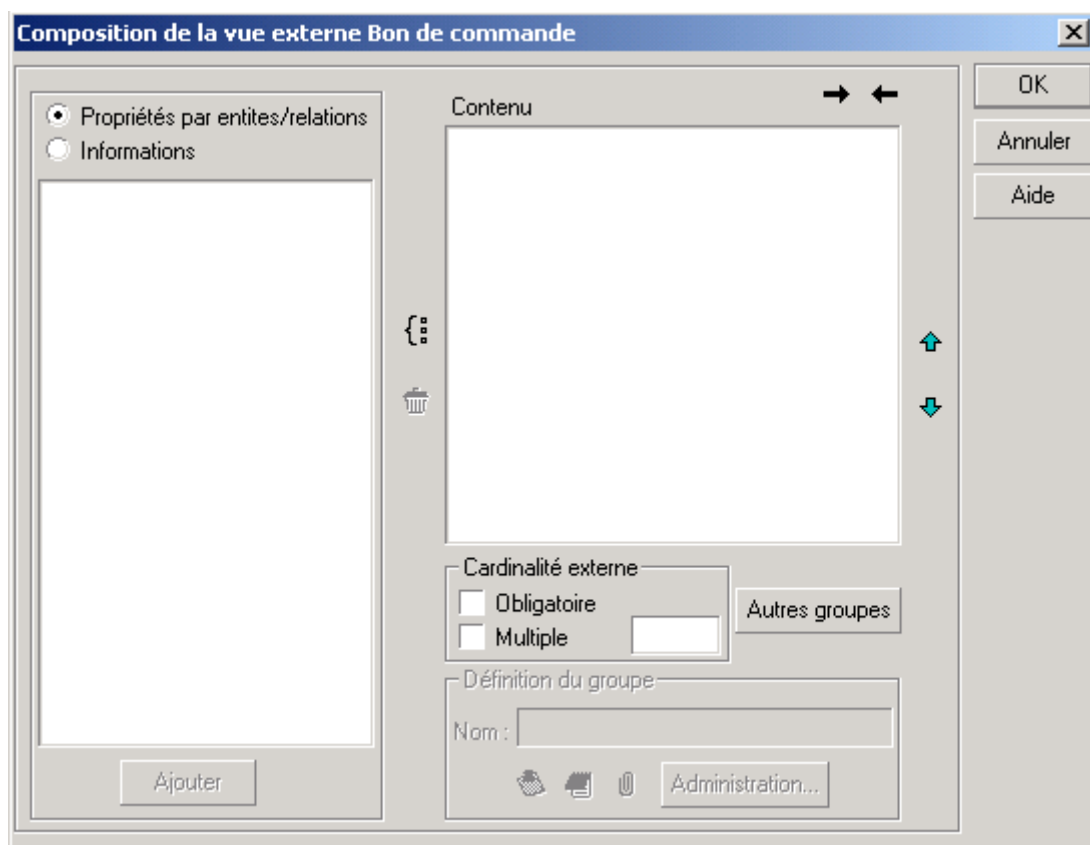 Composition de la vue externe Bon de commande
Propriétés par entites/relations
Informations
Ajouter
Contenu
Cardinalité externe
Obligatoire
Multiple
Autres groupes
Définition du groupe
Nom :
Administration...
OK
Annuler
Aide